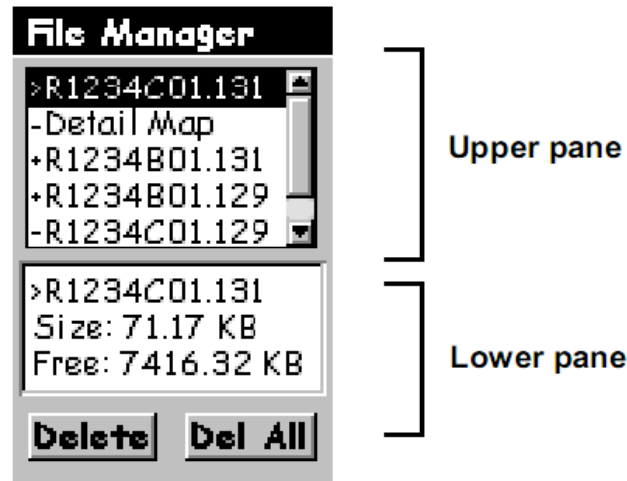 File Manager
>R1234C01.131
-Detail Map
+R1234B01.131
+R1234B01.129
-R1234C01.129
Upper pane
>R1234C01.131
Size: 71.17 KB
Free: 7416.32 KB
Lower pane
Delete Del All